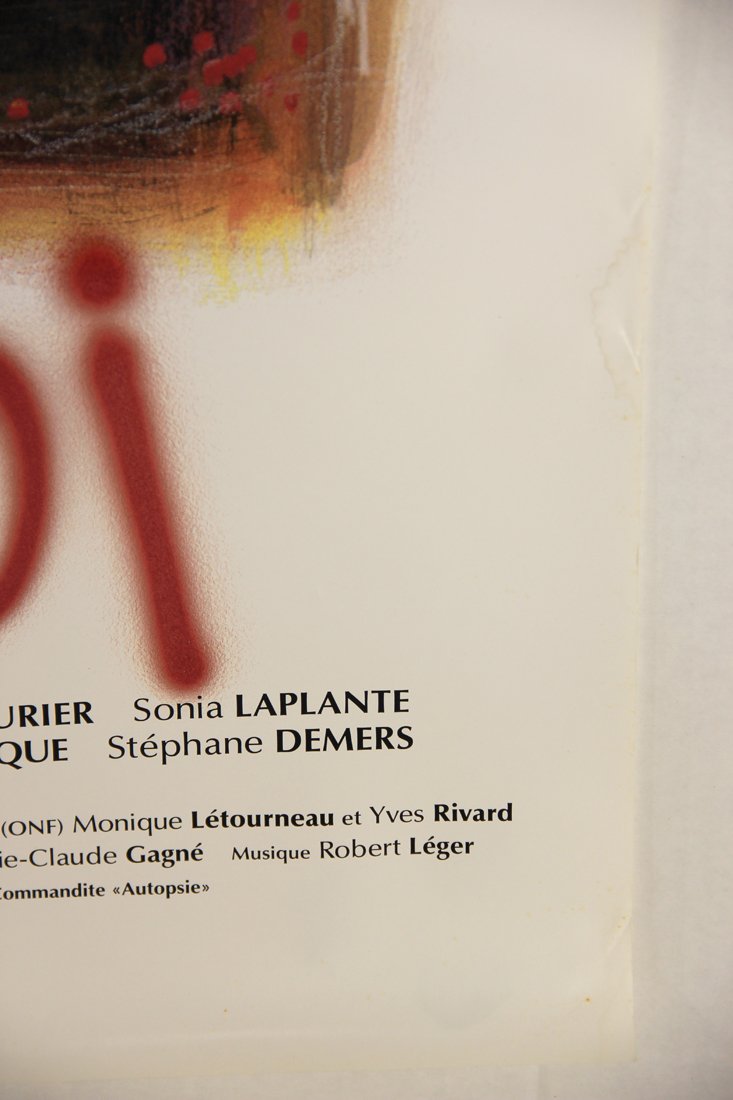 oi
URIER Sonia LAPLANTE
QUE Stéphane DEMERS
(ONF) Monique Létourneau et Yves Rivard
ie-Claude Gagné Musique Robert Léger
Commandite «Autopsie»